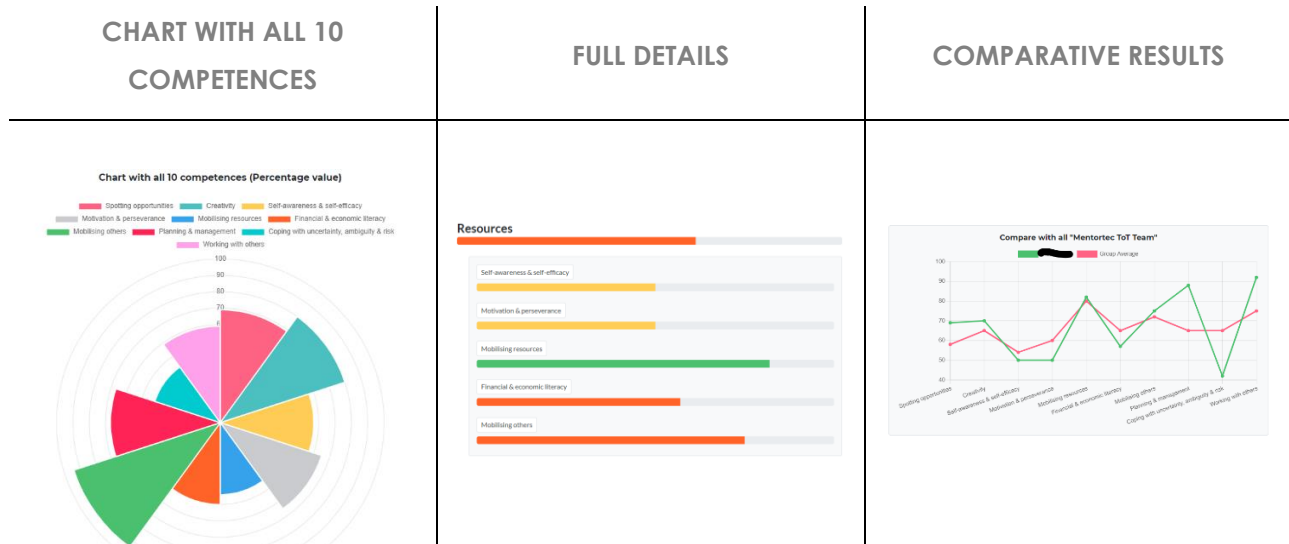 CHART WITH ALL 10
COMPETENCES
FULL DETAILS
COMPARATIVE RESULTS
Chart with all 10 competences (Percentage value)
Spotting opportunities Creativity Self-awareness & self-efficacy
Motivation & perseverance Mobilising resources Financial & economic literacy
Mobilising others Planning & management Coping with uncertainty, ambiguity & risk
Working with others
100
90
80
70
Resources
Self-awareness & self-efficacy
Motivation & perseverance
Mobilising resources
Financial & economic literacy
Mobilising others
Compare with all "Mentortec ToT Team"
Group Average
100
90
80
70
60
50
40
Spotting opportunities
Creativity
Self-awareness & self-efficacy
Motivation & perseverance
Mobilising resources
Financial & economic literacy
Mobilising others
Planning & management
Coping with uncertainty, ambiguity & risk
Working with others